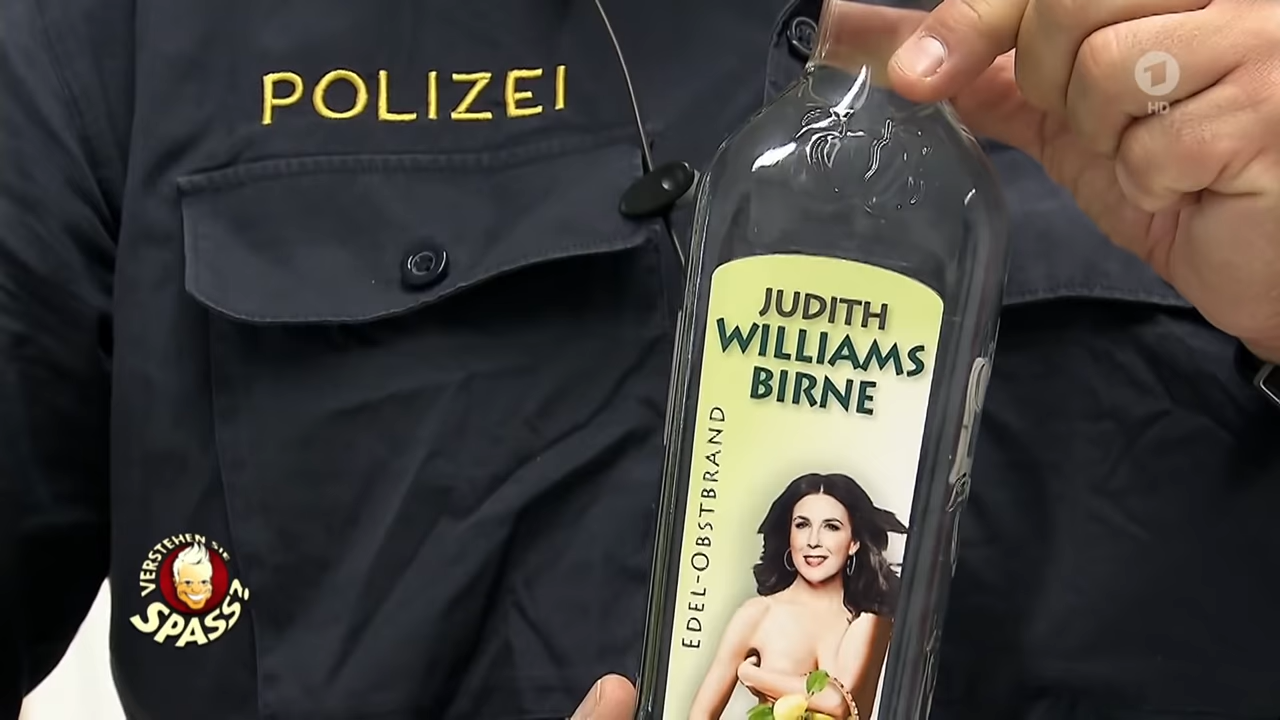 POLIZEI
1
HD
JUDITH
WILLIAMS
BIRNE
EDEL-OBSTBRAND
VERSTEHEN SIE
SPASS?